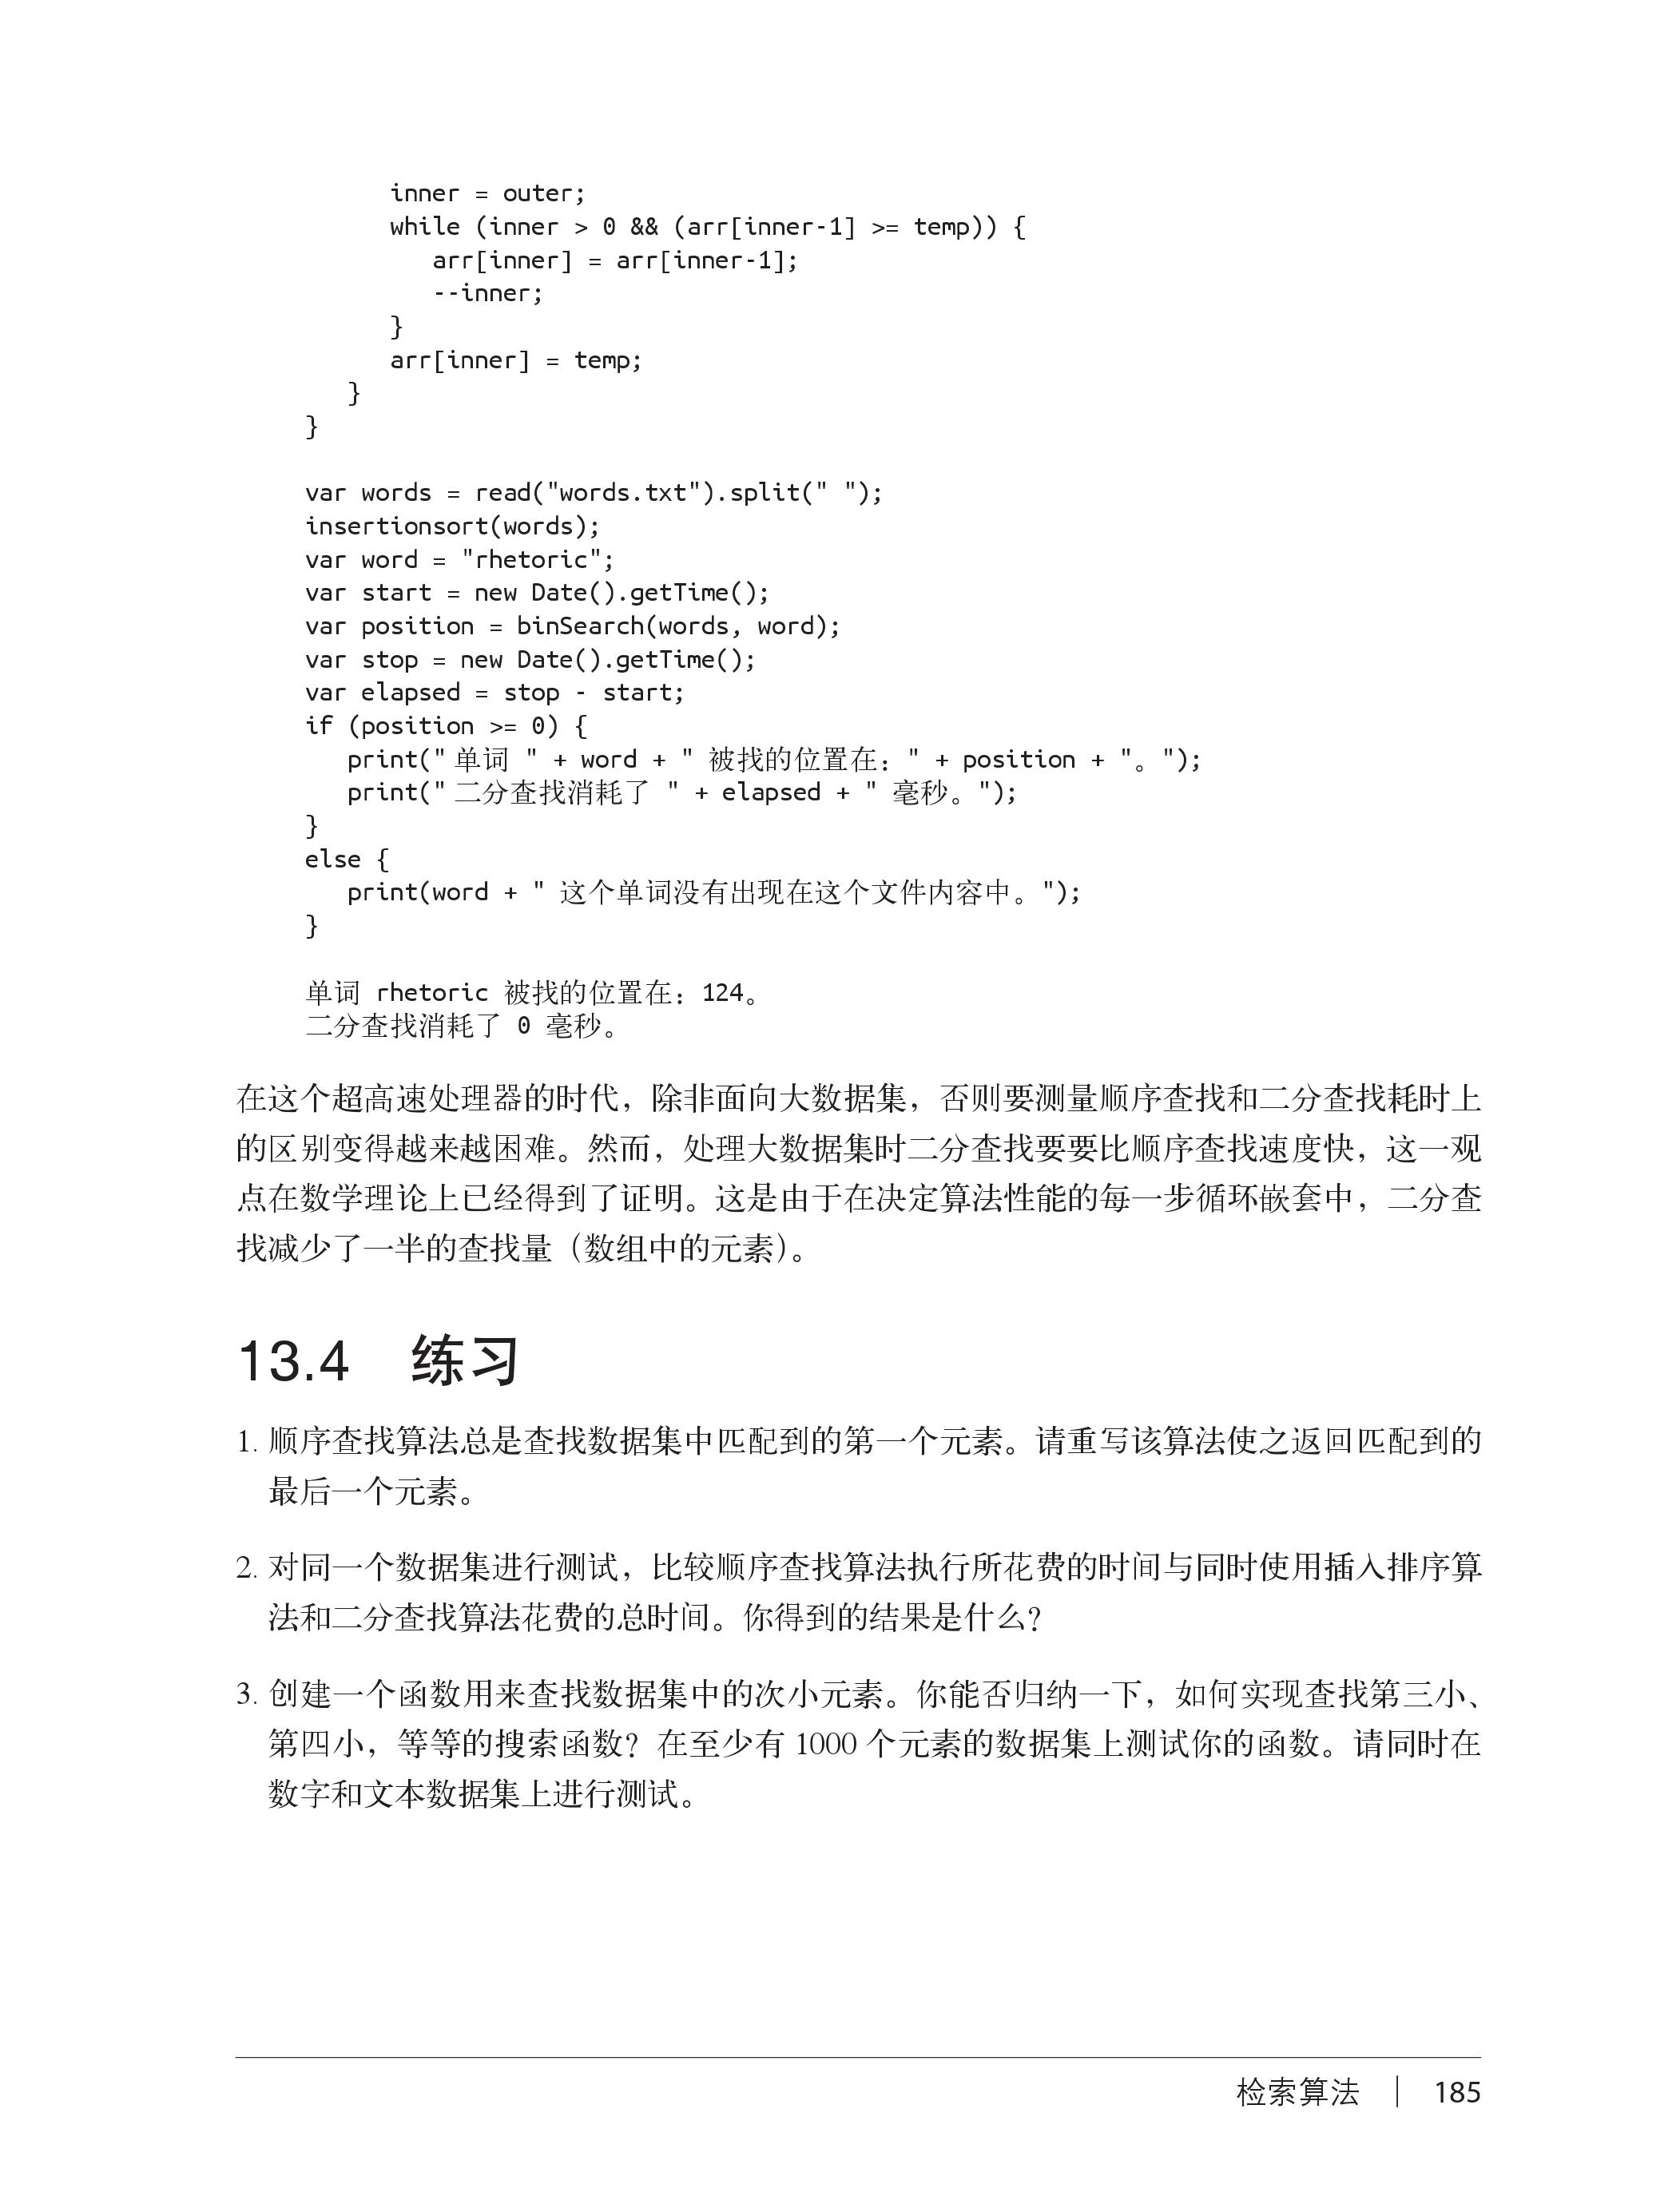 inner = outer;
while (inner > 0 && (arr[inner-1] >= temp)) {
arr[inner] = arr[inner-1];
--inner;
}
arr[inner] = temp;
}
}
var words = read("words.txt").split(" ");
insertionsort(words);
var word = "rhetoric";
var start = new Date().getTime();
var position = binSearch(words, word);
var stop = new Date().getTime();
var elapsed = stop - start;
if (position >= 0) {
print(" 单词 " + word + " 被找的位置在：" + position + "。");
print(" 二分查找消耗了 " + elapsed + " 毫秒。");
}
else {
print(word + " 这个单词没有出现在这个文件内容中。");
}
单词 rhetoric 被找的位置在：124。
二分查找消耗了 0 毫秒。
在这个超高速处理器的时代，除非面向大数据集，否则要测量顺序查找和二分查找耗时上
的区别变得越来越困难。然而，处理大数据集时二分查找要要比顺序查找速度快，这一观
点在数学理论上已经得到了证明。这是由于在决定算法性能的每一步循环嵌套中，二分查
找减少了一半的查找量（数组中的元素）。
13.4 练习
1. 顺序查找算法总是查找数据集中匹配到的第一个元素。请重写该算法使之返回匹配到的
最后一个元素。
2. 对同一个数据集进行测试，比较顺序查找算法执行所花费的时间与同时使用插入排序算
法和二分查找算法花费的总时间。你得到的结果是什么？
3. 创建一个函数用来查找数据集中的次小元素。你能否归纳一下，如何实现查找第三小、
第四小，等等的搜索函数？在至少有 1000 个元素的数据集上测试你的函数。请同时在
数字和文本数据集上进行测试。
检索算法 | 185